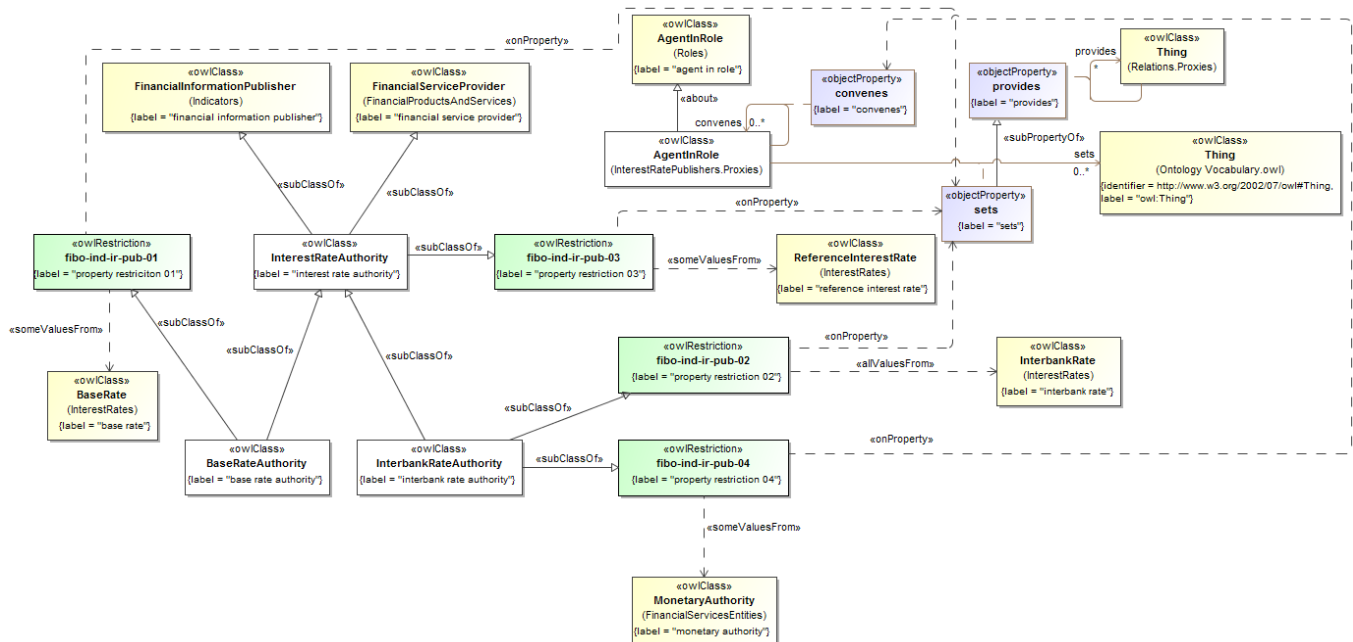 «onProperty»
«owlClass»
AgentInRole
(Roles)
{label = "agent in role"}
«about»
convenes 0..*
«owlClass»
AgentInRole
(InterestRatePublishers.Proxies)
«objectProperty»
convenes
{label = "convenes"}
«objectProperty»
provides
{label = "provides"}
provides
*
«owlClass»
Thing
(Relations.Proxies)
«subPropertyOf»
sets
0..*
«owlClass»
Thing
(Ontology Vocabulary.owl)
{identifier = http://www.w3.org/2002/07/owl#Thing,
label = "owl:Thing"}
«objectProperty»
sets
{label = "sets"}
«owlClass»
FinancialInformationPublisher
(Indicators)
{label = "financial information publisher"}
«owlClass»
FinancialServiceProvider
(FinancialProductsAndServices)
{label = "financial service provider"}
«subClassOf»
«subClassOf»
«owlRestriction»
fibo-ind-ir-pub-01
{label = "property restriciton 01"}
«owlClass»
InterestRateAuthority
{label = "interest rate authority"}
«subClassOf»
«owlRestriction»
fibo-ind-ir-pub-03
{label = "property restriction 03"}
«onProperty»
«someValuesFrom»
«owlClass»
ReferenceInterestRate
(InterestRates)
{label = "reference interest rate"}
«someValuesFrom»
«subClassOf»
«subClassOf»
«subClassOf»
«owlClass»
BaseRate
(InterestRates)
{label = "base rate"}
«owlRestriction»
fibo-ind-ir-pub-02
{label = "property restriction 02"}
«onProperty»
«allValuesFrom»
«owlClass»
InterbankRate
(InterestRates)
{label = "interbank rate"}
«subClassOf»
«owlClass»
BaseRateAuthority
{label = "base rate authority"}
«owlClass»
InterbankRateAuthority
{label = "interbank rate authority"}
«subClassOf»
«owlRestriction»
fibo-ind-ir-pub-04
{label = "property restriction 04"}
«onProperty»
«someValuesFrom»
«owlClass»
MonetaryAuthority
(FinancialServicesEntities)
{label = "monetary authority"}